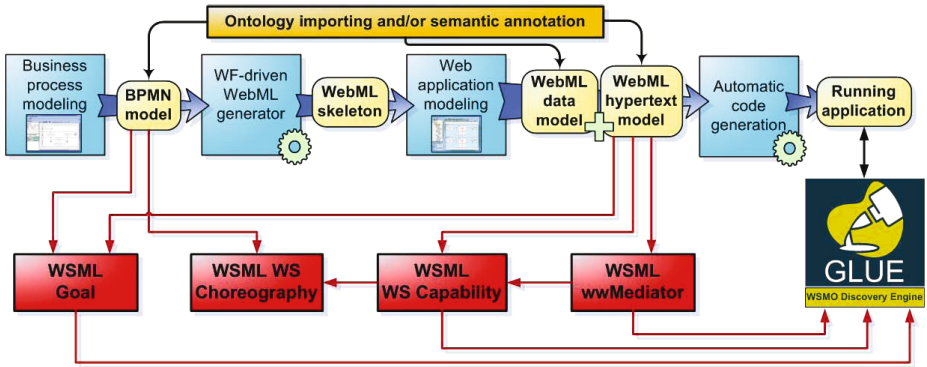 Ontology importing and/or semantic annotation
Business
process
modeling
BPMN
model
WF-driven
WebML
generator
WebML
skeleton
Web
application
modeling
WebML
data
model
WebML
hypertext
model
Automatic
code
generation
Running
application
WSML
Goal
WSML WS
Choreography
WSML
WS Capability
WSML
wwMediator
GLUE
WSMO Discovery Engine